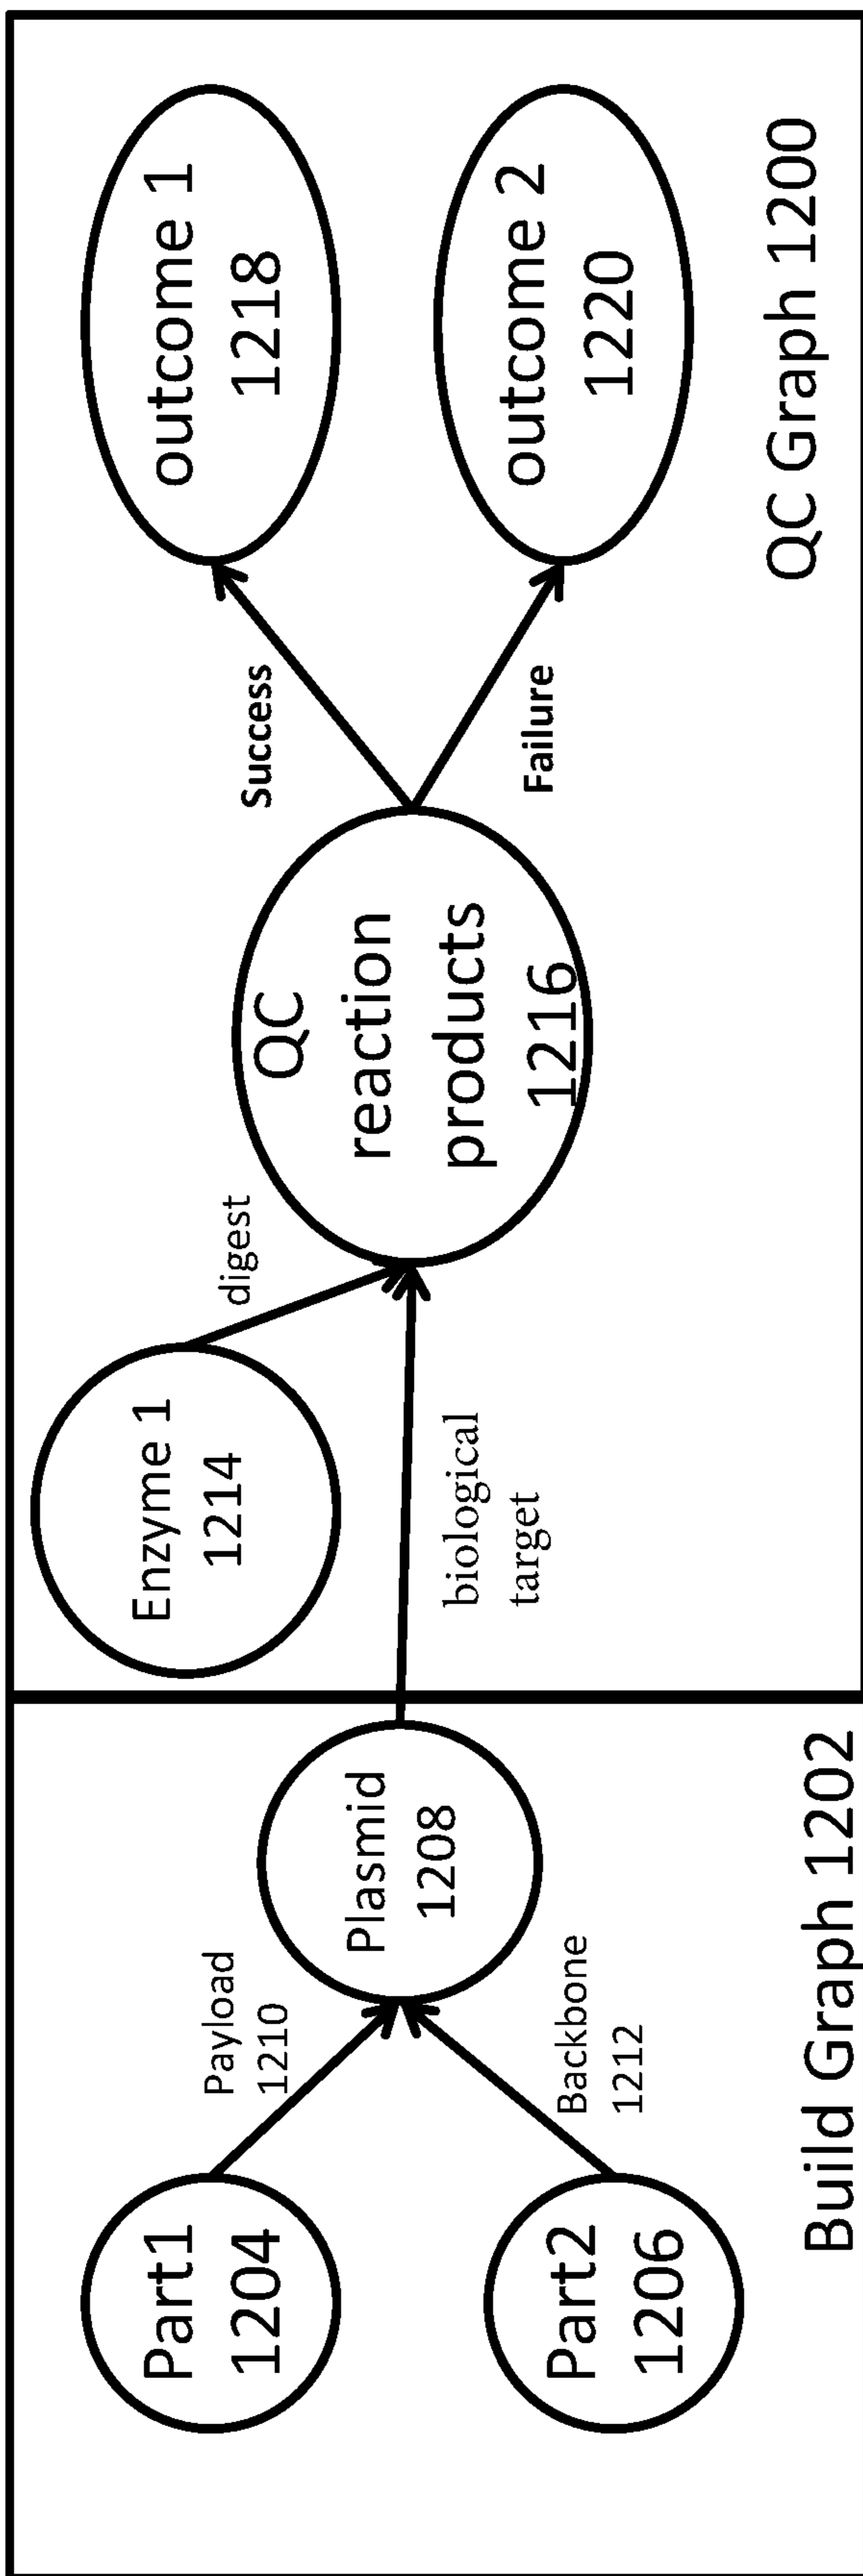 Part1
1204
Part2
1206
Payload
1210
Backbone
1212
Plasmid
1208
Build Graph 1202
Enzyme 1
1214
digest
biological
target
QC
reaction
products
1216
Success
Failure
outcome 1
1218
outcome 2
1220
QC Graph 1200